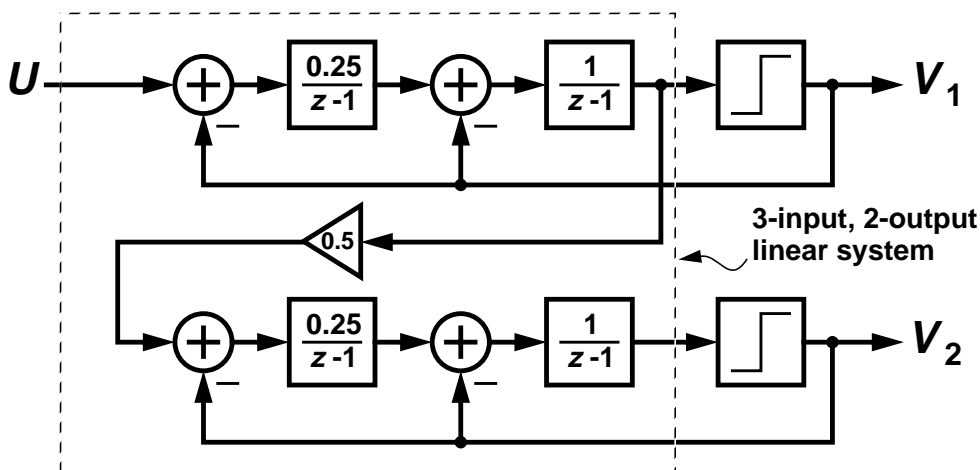 U
0.25
z-1
1
z-1
V1
0.5
3-input, 2-output
linear system
0.25
z-1
1
z-1
V2